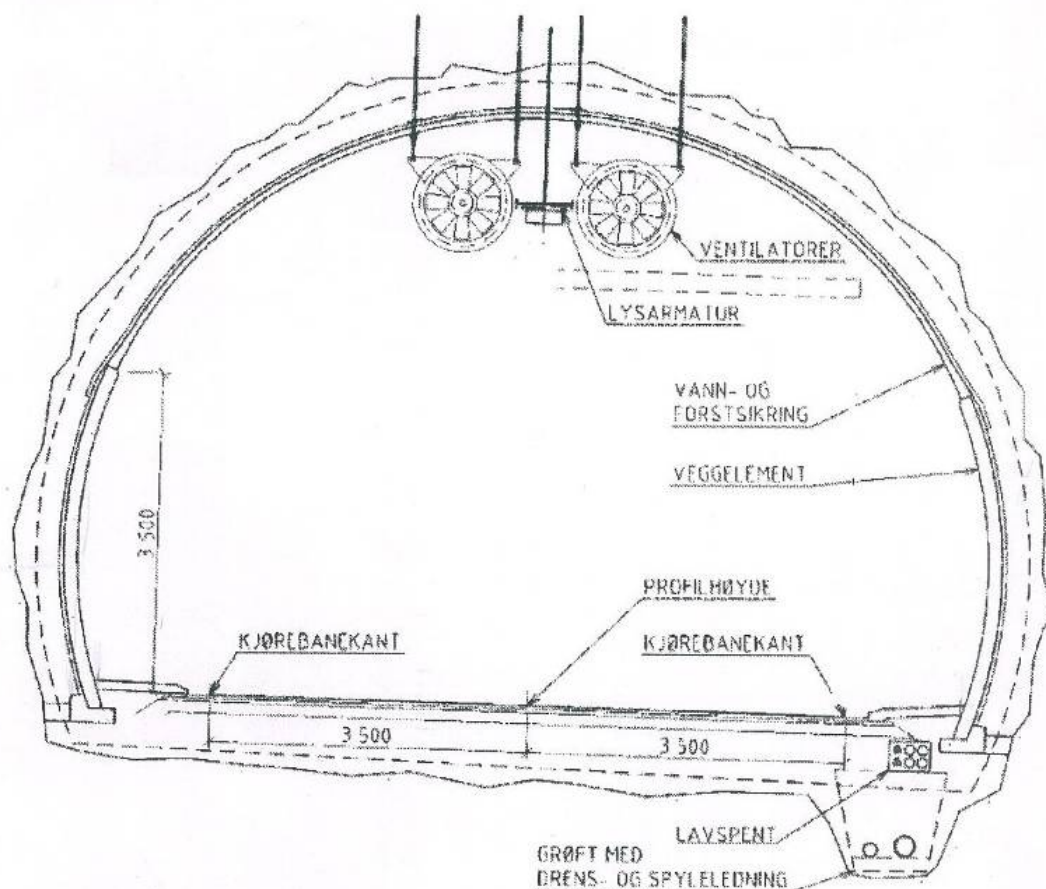 VENTILATORER
LYSARMATUR
VANN- OG
FORSTSIKRING
VEGGELEMENT
3 500
PROFILHØYDE
KJØREBANEKANT
KJØREBANEKANT
3 500
3 500
LAVSPENT
GRØFT MED
DRENS- OG SPYLELEDNING